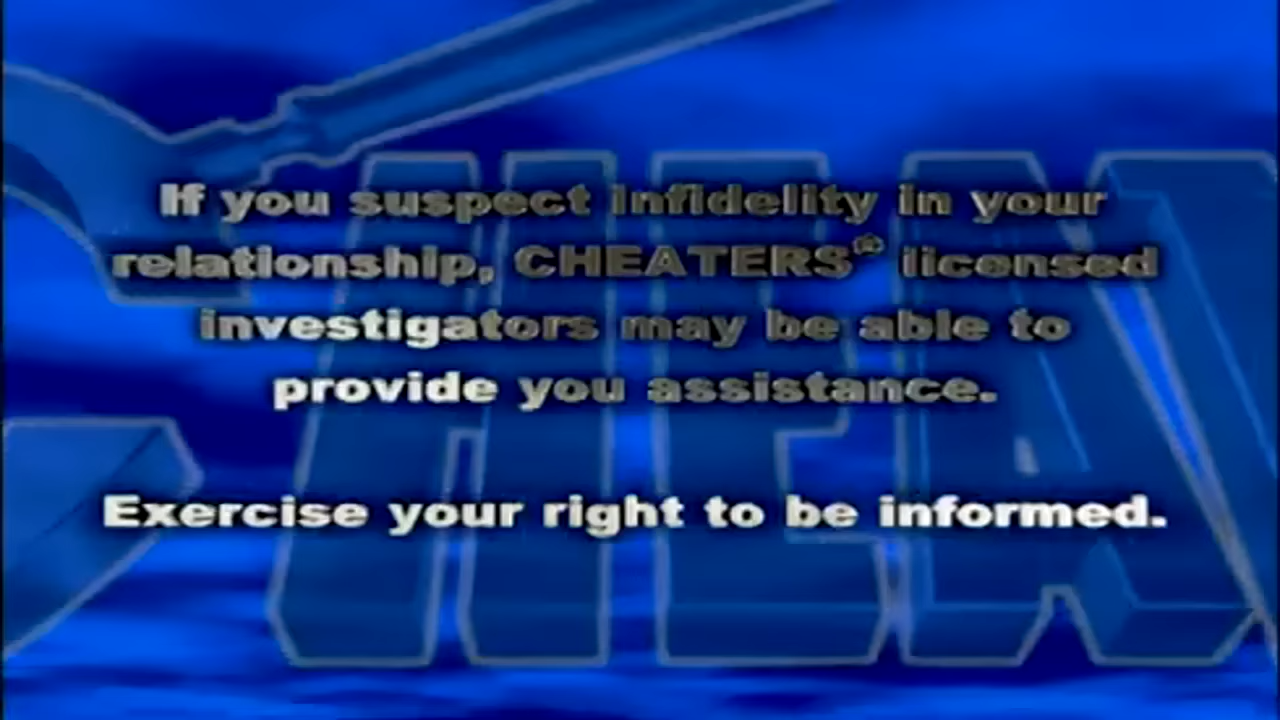 If you suspect infidelity in your
relationship, CHEATERS® licensed
investigators may be able to
provide you assistance.
Exercise your right to be informed.
CHEA